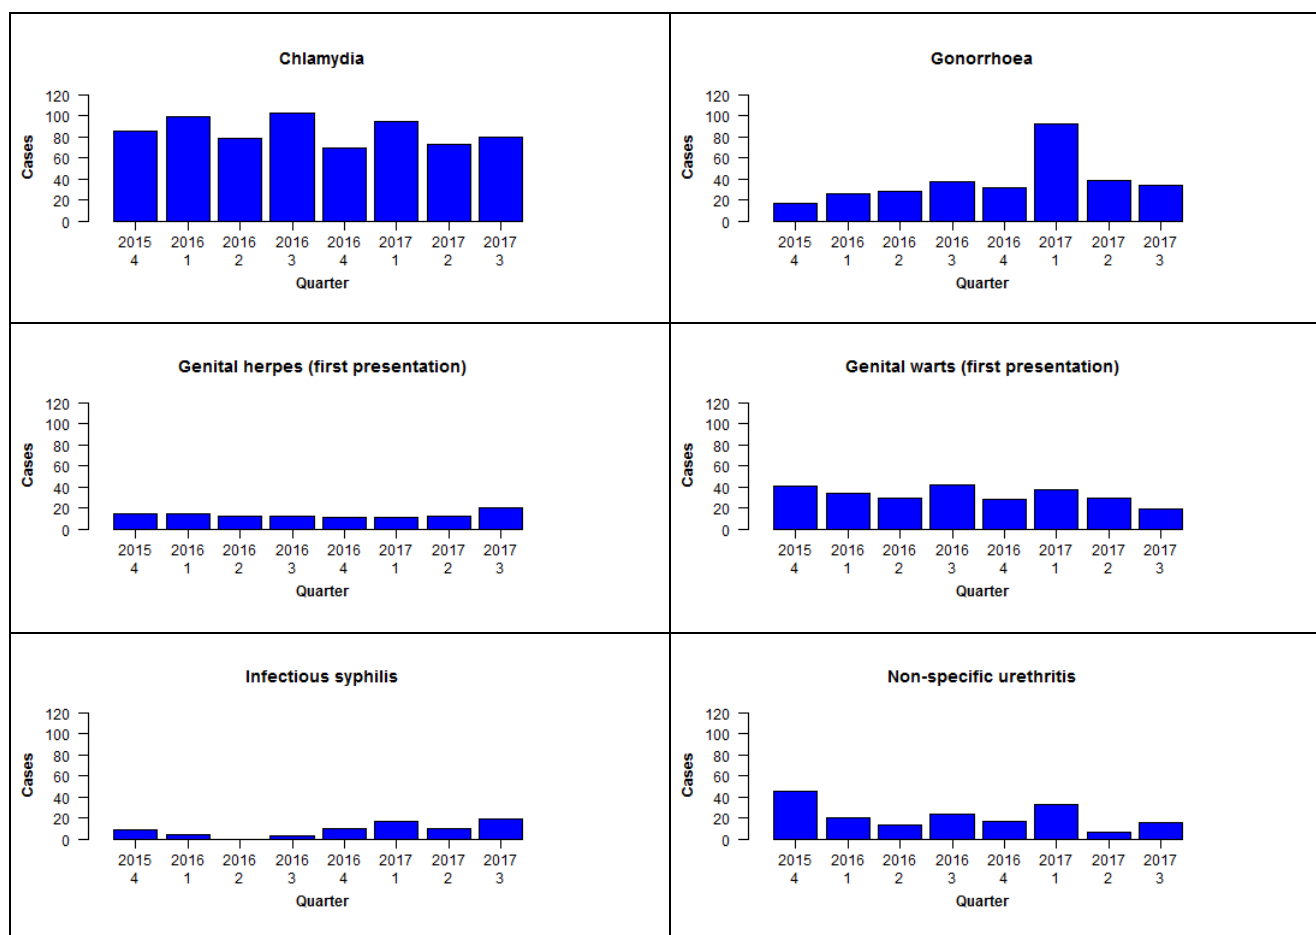 Chlamydia
120
100
80
60
40
20
0
Cases
2015 2016 2016 2016 2016 2017 2017 2017
4 1 2 3 4 1 2 3
Quarter
Gonorrhoea
120
100
80
60
40
20
0
Cases
2015 2016 2016 2016 2016 2017 2017 2017
4 1 2 3 4 1 2 3
Quarter
Genital herpes (first presentation)
120
100
80
60
40
20
0
Cases
2015 2016 2016 2016 2016 2017 2017 2017
4 1 2 3 4 1 2 3
Quarter
Genital warts (first presentation)
120
100
80
60
40
20
0
Cases
2015 2016 2016 2016 2016 2017 2017 2017
4 1 2 3 4 1 2 3
Quarter
Infectious syphilis
120
100
80
60
40
20
0
Cases
2015 2016 2016 2016 2016 2017 2017 2017
4 1 2 3 4 1 2 3
Quarter
Non-specific urethritis
120
100
80
60
40
20
0
Cases
2015 2016 2016 2016 2016 2017 2017 2017
4 1 2 3 4 1 2 3
Quarter